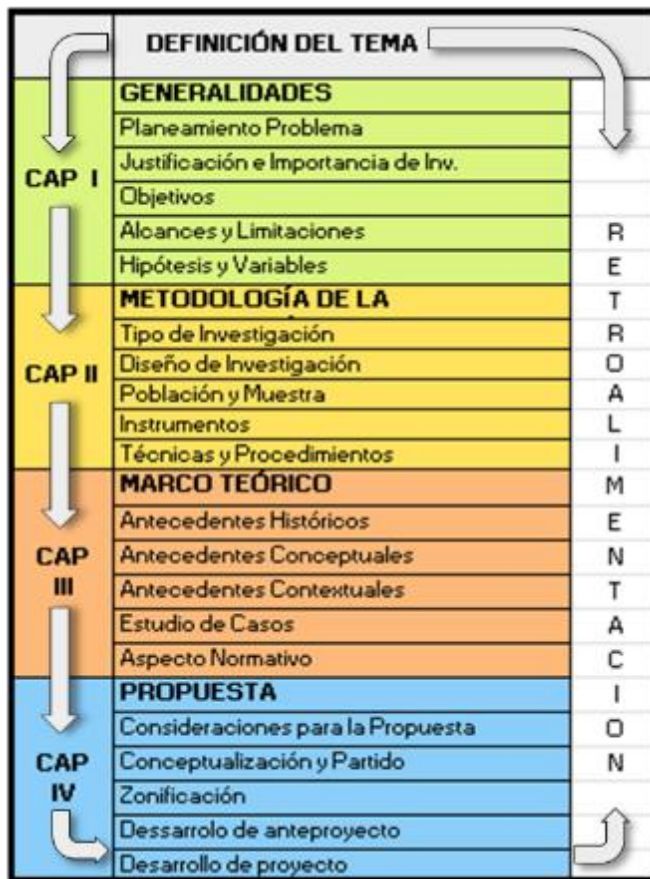 DEFINICIÓN DEL TEMA
CAP I
GENERALIDADES
Planeamiento Problema
Justificación e Importancia de Inv.
Objetivos
Alcances y Limitaciones
Hipótesis y Variables
CAP II
METODOLOGÍA DE LA
Tipo de Investigación
Diseño de Investigación
Población y Muestra
Instrumentos
Técnicas y Procedimientos
CAP III
MARCO TEÓRICO
Antecedentes Históricos
Antecedentes Conceptuales
Antecedentes Contextuales
Estudio de Casos
Aspecto Normativo
CAP IV
PROPUESTA
Consideraciones para la Propuesta
Conceptualización y Partido
Zonificación
Dessarrolo de anteproyecto
Desarrollo de proyecto
RETROALIMENTACION